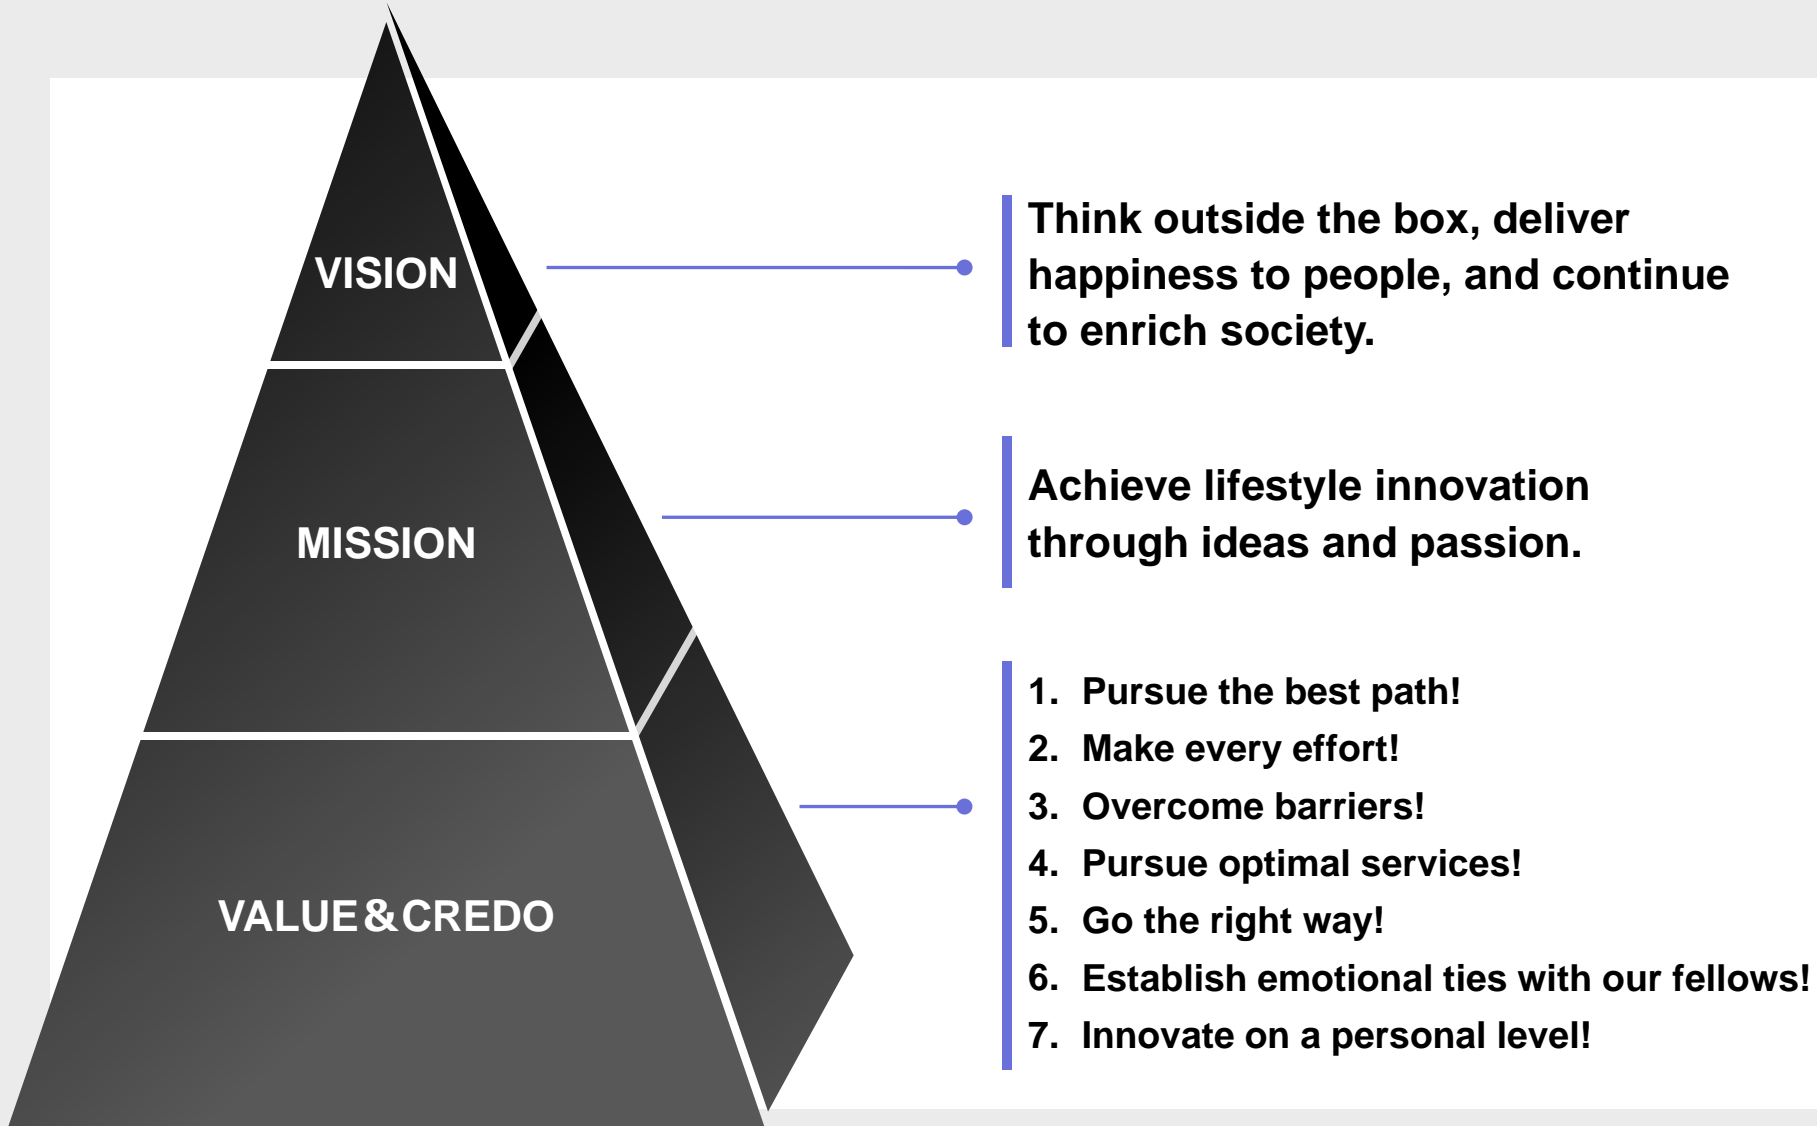 VISION
Think outside the box, deliver
happiness to people, and continue
to enrich society.
MISSION
Achieve lifestyle innovation
through ideas and passion.
VALUE&CREDO
1. Pursue the best path!
2. Make every effort!
3. Overcome barriers!
4. Pursue optimal services!
5. Go the right way!
6. Establish emotional ties with our fellows!
7. Innovate on a personal level!